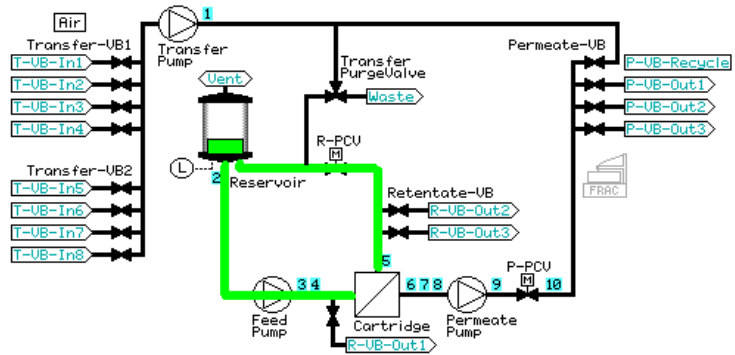 Air
1
Transfer-VB1
T-VB-In1
T-VB-In2
T-VB-In3
T-VB-In4
Transfer-VB2
T-VB-In5
T-VB-In6
T-VB-In7
T-VB-In8
Transfer
Pump
Vent
L
2
Reservoir
Transfer
PurgeValve
Waste
R-PCV
M
Retentate-VB
R-VB-Out2
R-VB-Out3
5
3 4
Feed
Pump
Cartridge
R-VB-Out1
6 7 8
Permeate
Pump
9
P-PCV
M
10
Permeate-VB
P-VB-Recycle
P-VB-Out1
P-VB-Out2
P-VB-Out3
FRAC